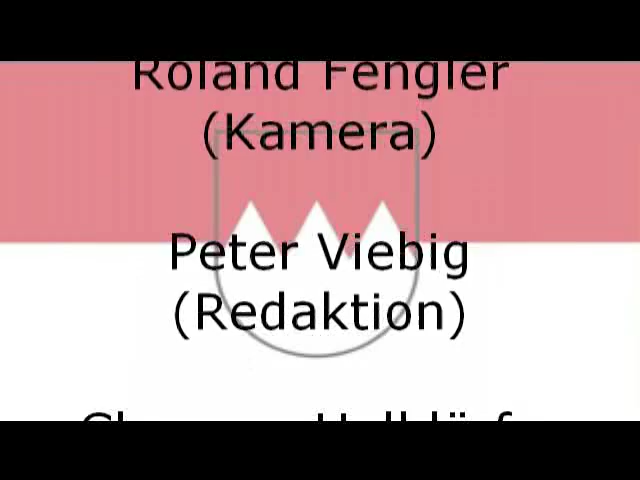 Roland Fengler
(Kamera)
Peter Viebig
(Redaktion)